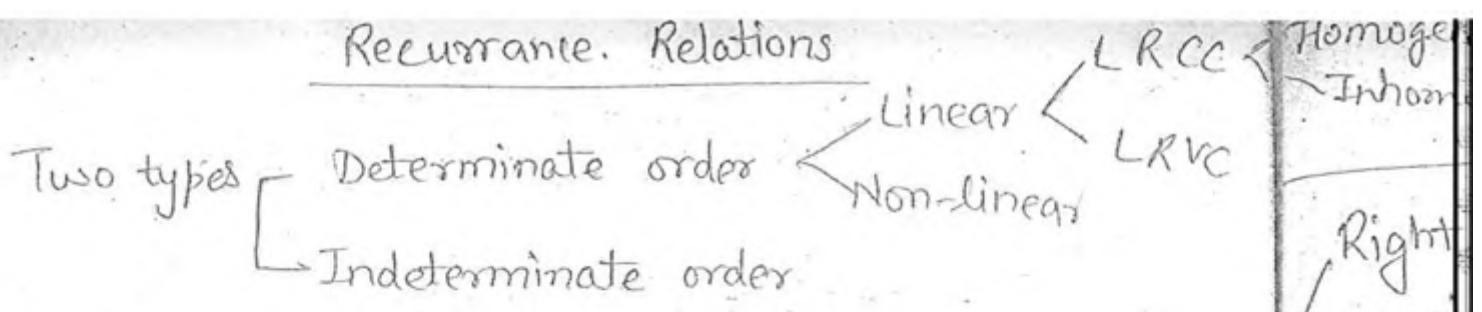 Recurrance. Relations
LRCC
Homoge
Inhom
Linear
LRVC
Two types
Determinate order
Non-linear
Right
Indeterminate order